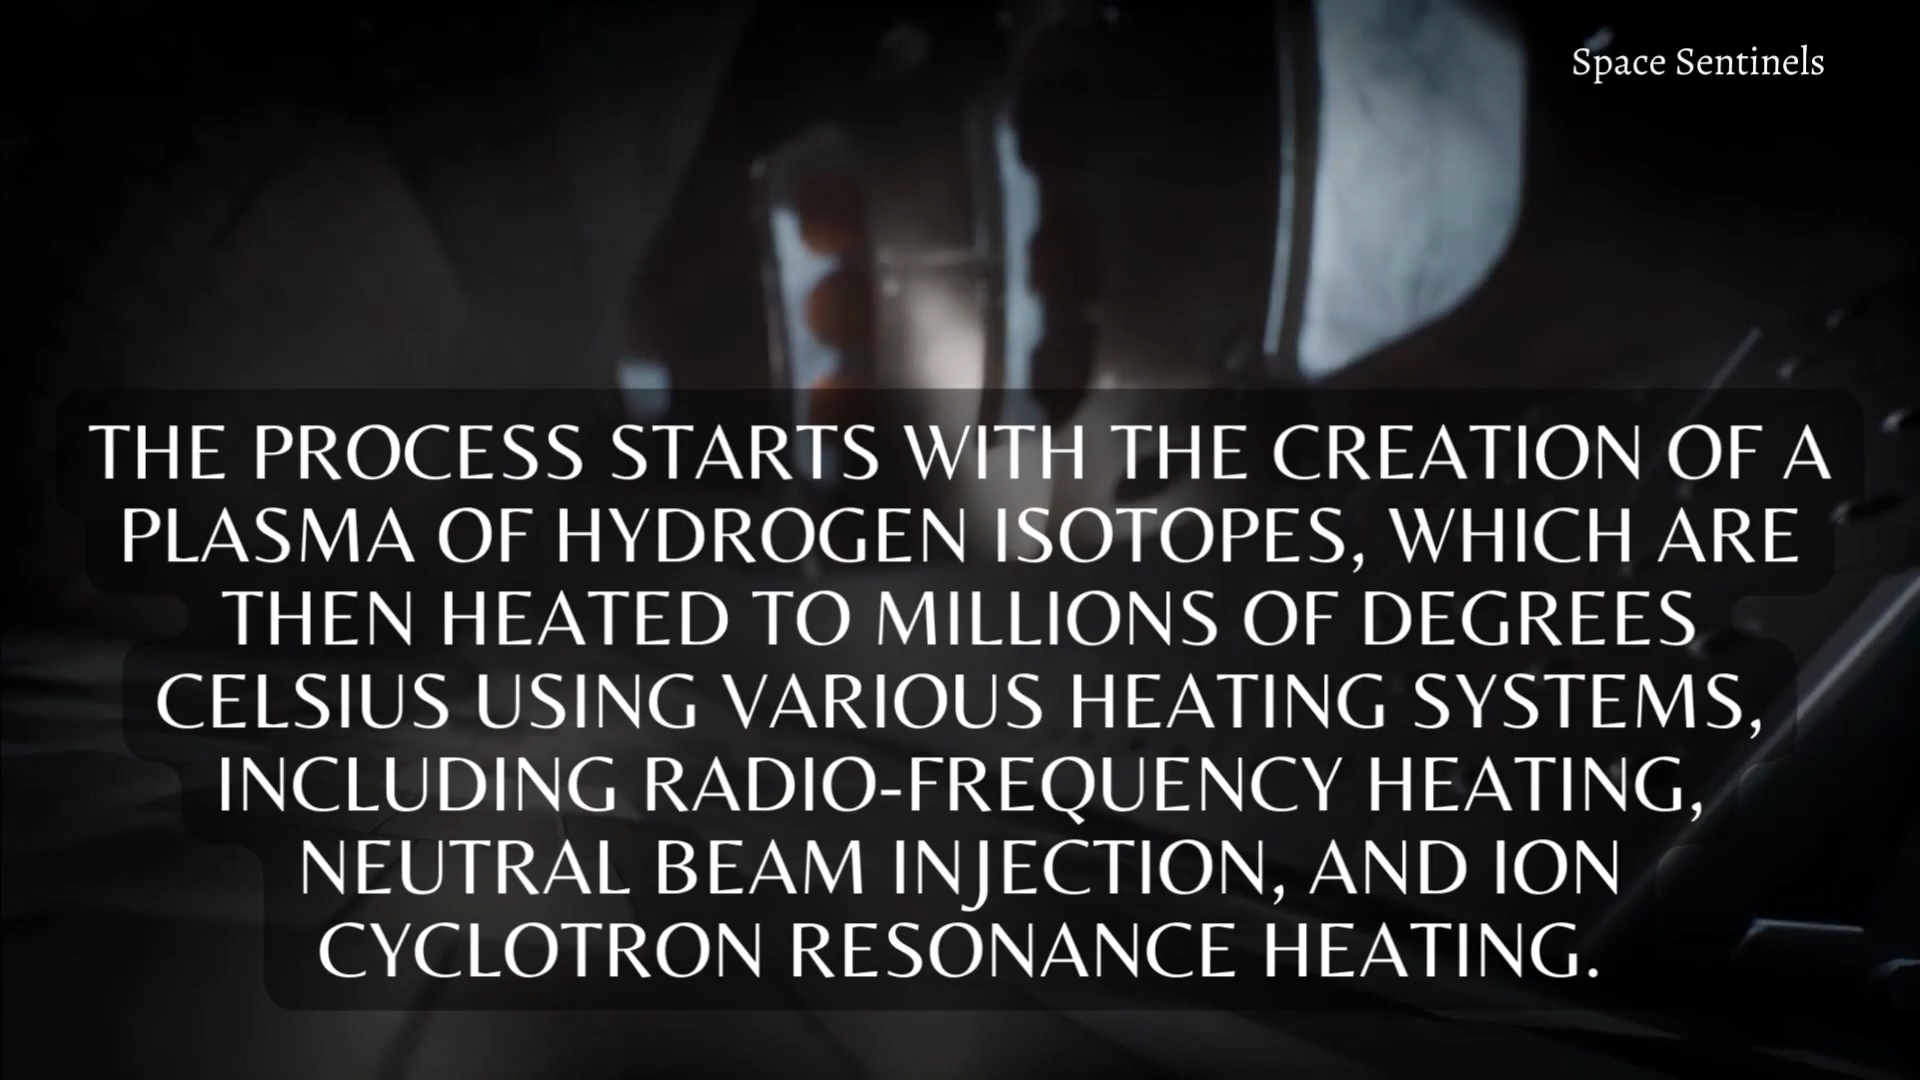 Space Sentinels
THE PROCESS STARTS WITH THE CREATION OF A
PLASMA OF HYDROGEN ISOTOPES, WHICH ARE
THEN HEATED TO MILLIONS OF DEGREES
CELSIUS USING VARIOUS HEATING SYSTEMS,
INCLUDING RADIO-FREQUENCY HEATING,
NEUTRAL BEAM INJECTION, AND ION
CYCLOTRON RESONANCE HEATING.